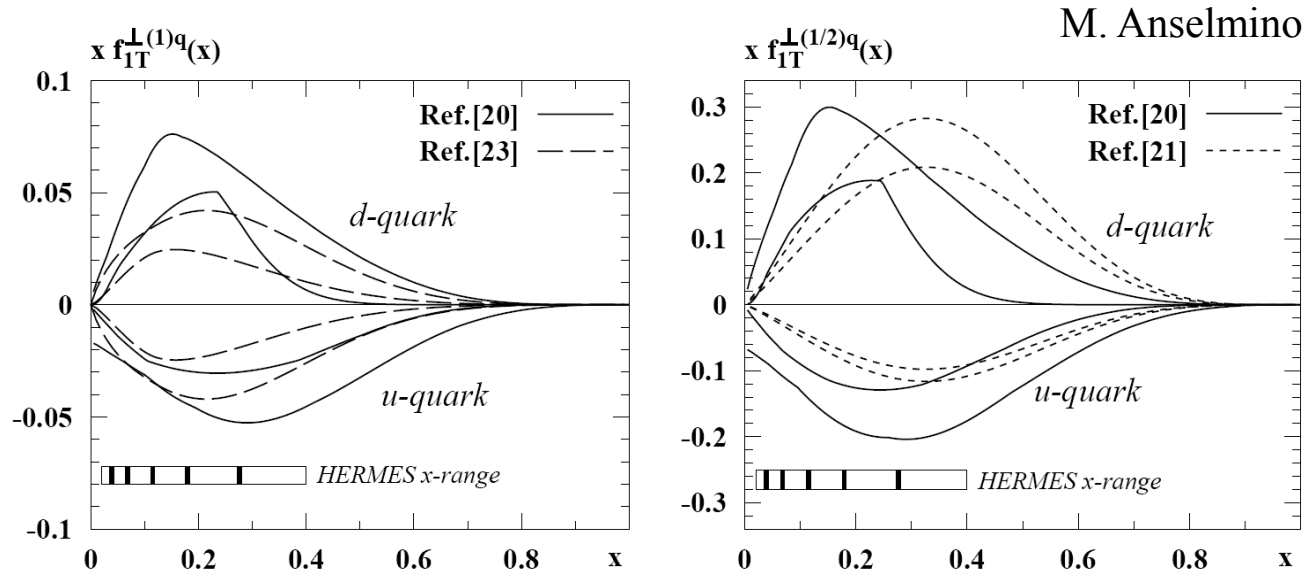 M. Anselmino
x f₁T^⊥(1)q(x)
0.1
0.05
0
-0.05
-0.1
Ref.[20]
Ref.[23]
d-quark
u-quark
HERMES x-range
0 0.2 0.4 0.6 0.8 x
x f₁T^⊥(1/2)q(x)
0.3
0.2
0.1
0
-0.1
-0.2
-0.3
Ref.[20]
Ref.[21]
d-quark
u-quark
HERMES x-range
0 0.2 0.4 0.6 0.8 x